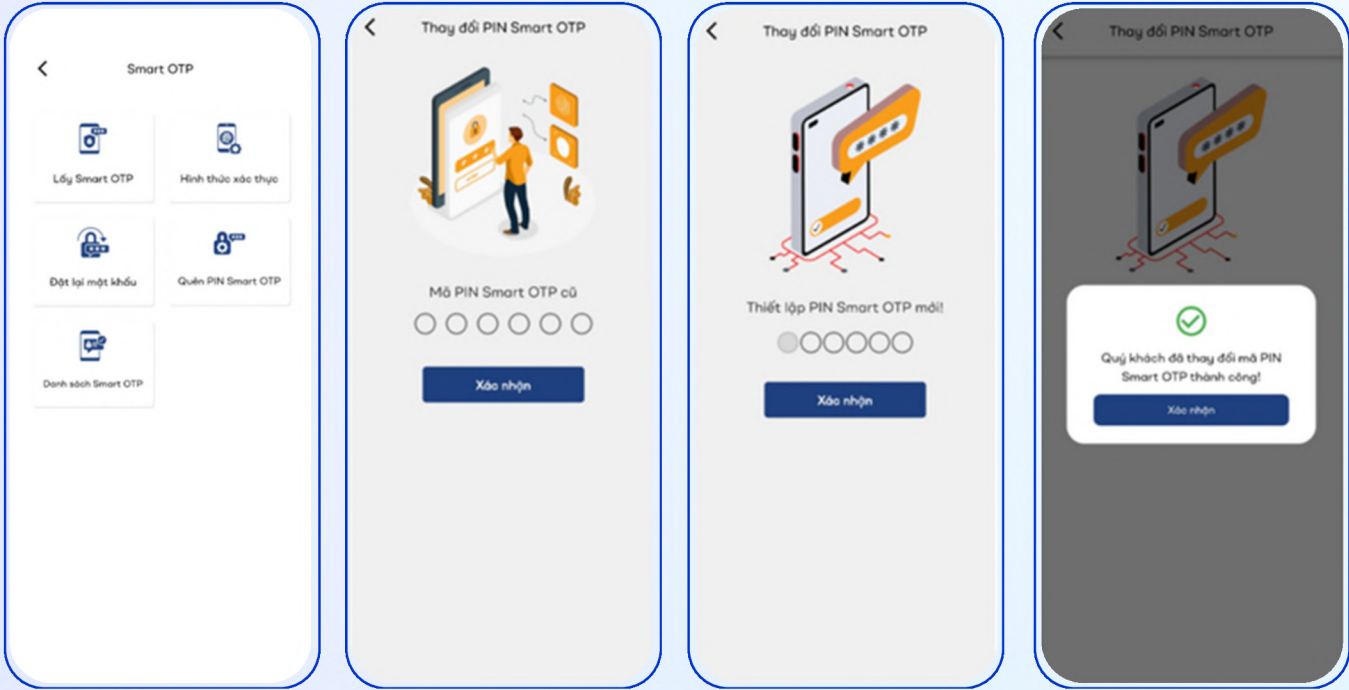 Smart OTP
Lấy Smart OTP
Hình thức xác thực
Đặt lại mật khẩu
Quên PIN Smart OTP
Danh sách Smart OTP
Thay đổi PIN Smart OTP
Mã PIN Smart OTP cũ
Xác nhận
Thay đổi PIN Smart OTP
Thiết lập PIN Smart OTP mới!
Xác nhận
Thay đổi PIN Smart OTP
Quý khách đã thay đổi mã PIN
Smart OTP thành công!
Xác nhận